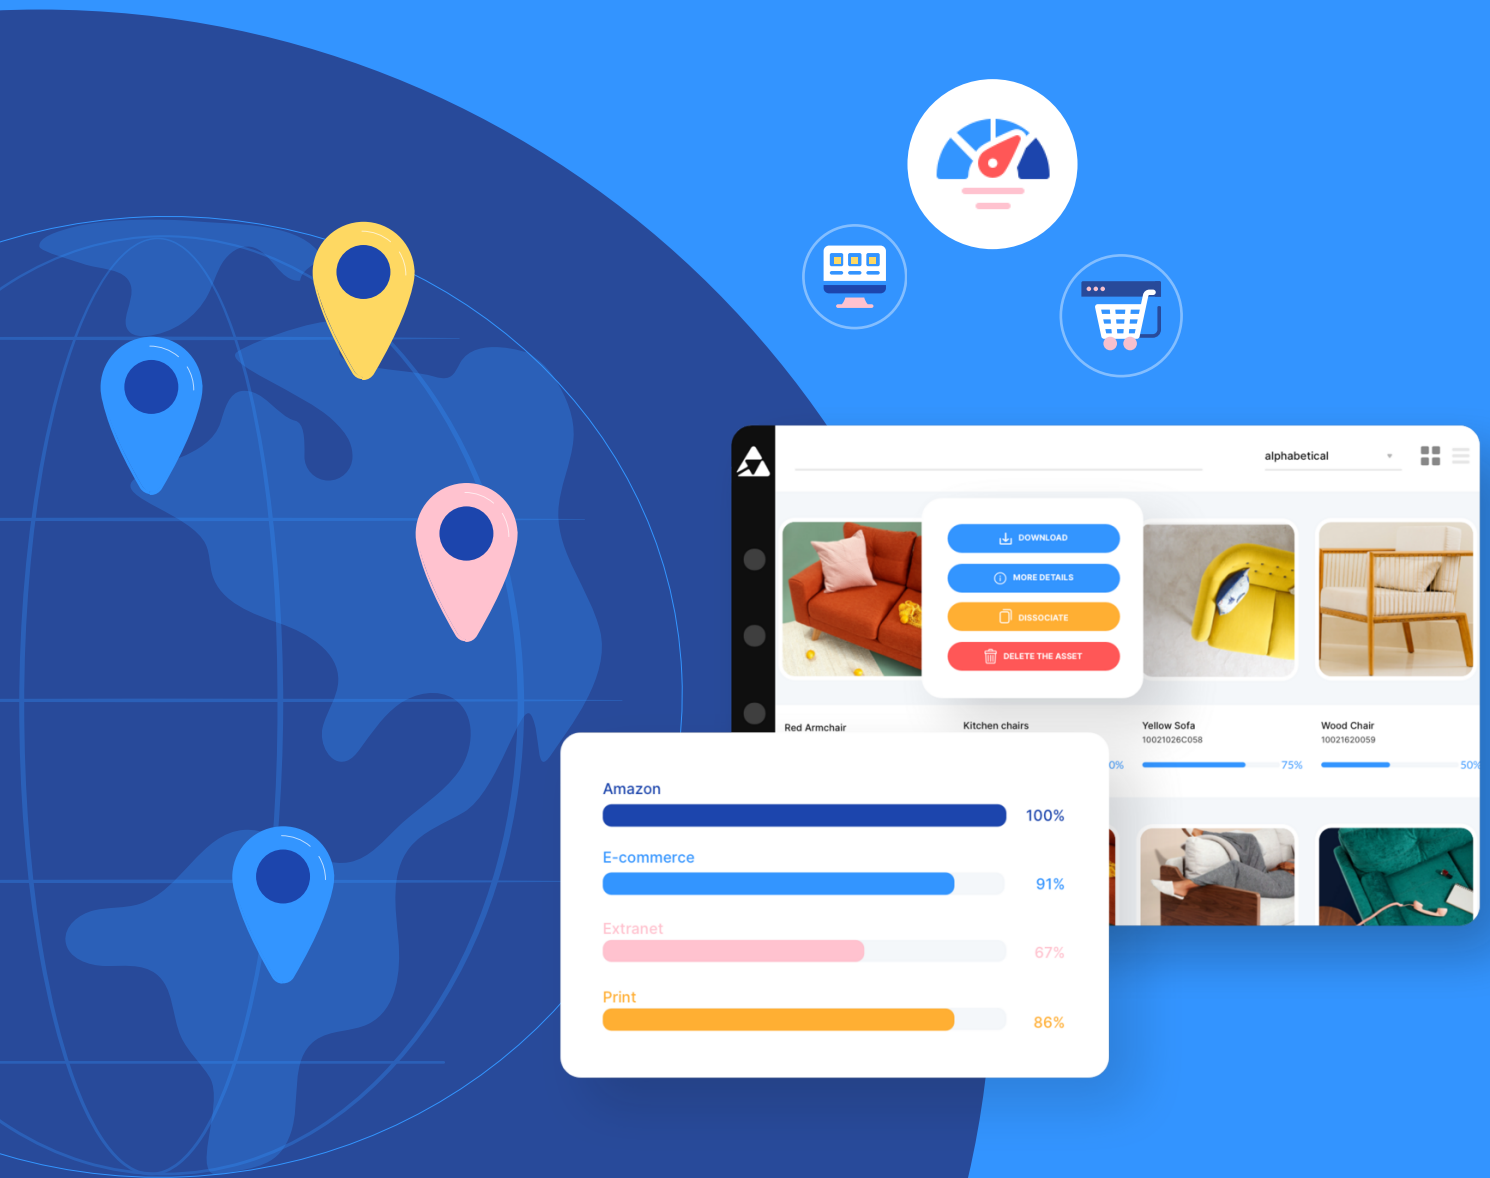 alphabetical
DOWNLOAD
MORE DETAILS
DISSOCIATE
DELETE THE ASSET
Red Armchair
Kitchen chairs
Yellow Sofa
Wood Chair
10021026C058
10021620059
0%
75%
50%
Amazon
100%
E-commerce
91%
Extranet
67%
Print
86%